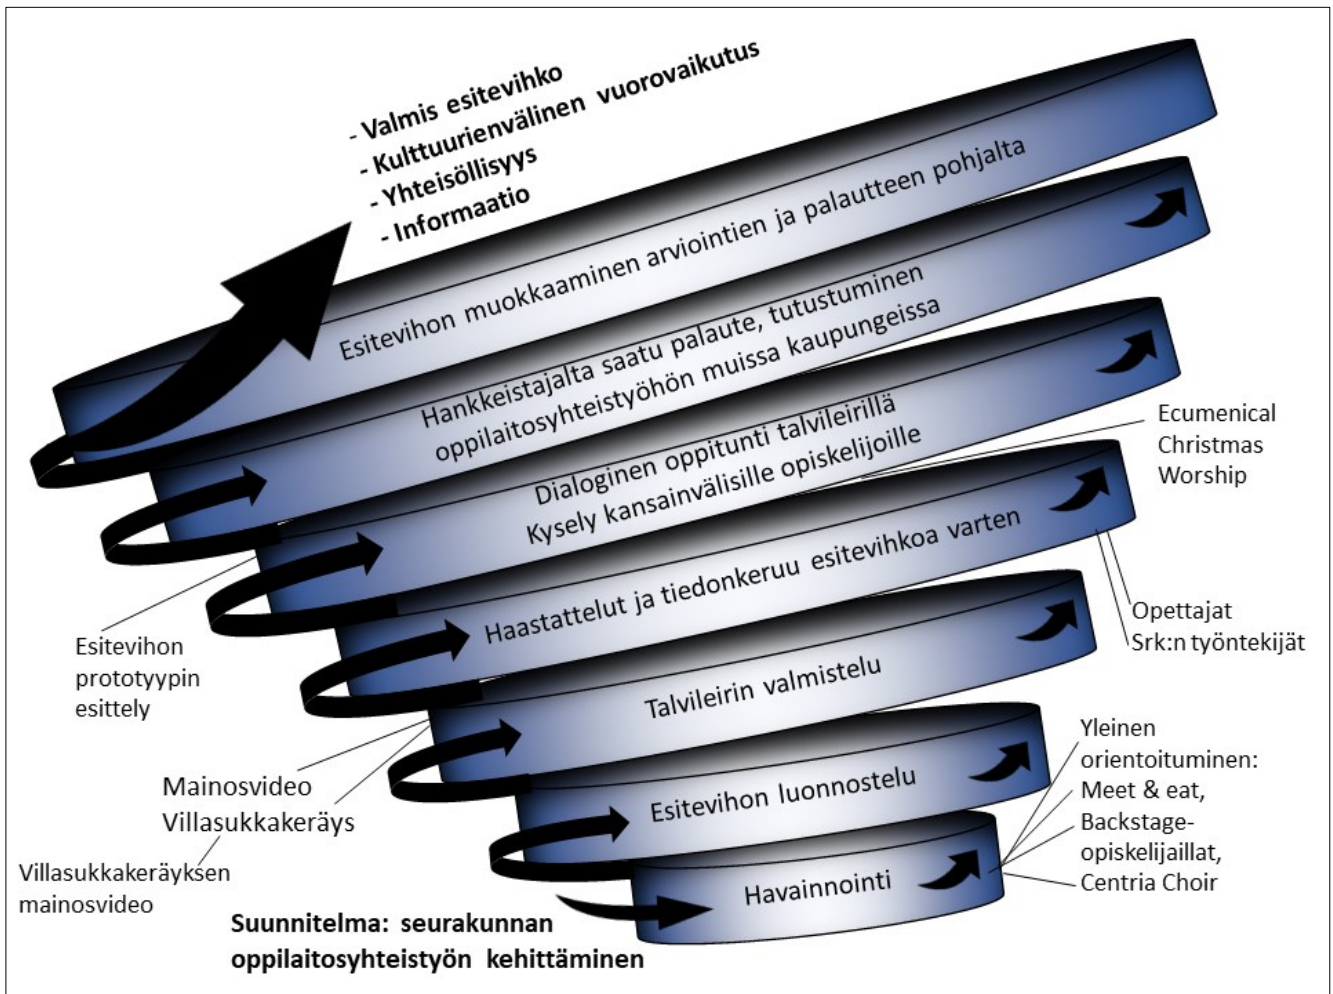 - Valmis esitevihko
- Kulttuurienvälinen vuorovaikutus
- Yhteisöllisyys
- Informaatio
Esitevihon muokkaaminen arviointien ja palautteen pohjalta
Hankkeistajalta saatu palaute, tutustuminen
oppilaitosyhteistyöhön muissa kaupungeissa
Dialoginen oppitunti talvileirillä
Kysely kansainvälisille opiskelijoille
Ecumenical
Christmas
Worship
Haastattelut ja tiedonkeruu esitevihkoa varten
Opettajat
Srk:n työntekijät
Esitevihon
prototyypin
esittely
Talvileirin valmistelu
Mainosvideo
Villasukkakeräys
Villasukkakeräyksen
mainosvideo
Esitevihon luonnostelu
Yleinen
orientoituminen:
Meet & eat,
Backstage-
opiskelijaillat,
Centria Choir
Havainnointi
Suunnitelma: seurakunnan
oppilaitosyhteistyön kehittäminen